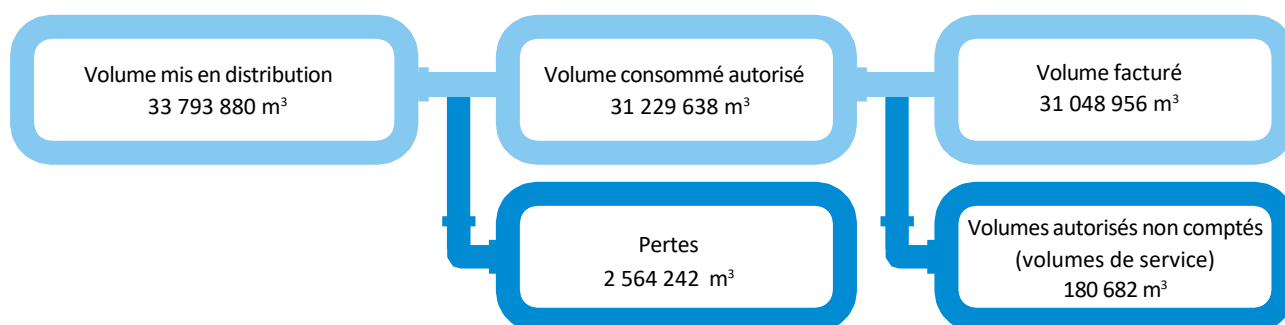 Volume mis en distribution
33 793 880 m³
Volume consommé autorisé
31 229 638 m³
Volume facturé
31 048 956 m³
Pertes
2 564 242 m³
Volumes autorisés non comptés
(volumes de service)
180 682 m³